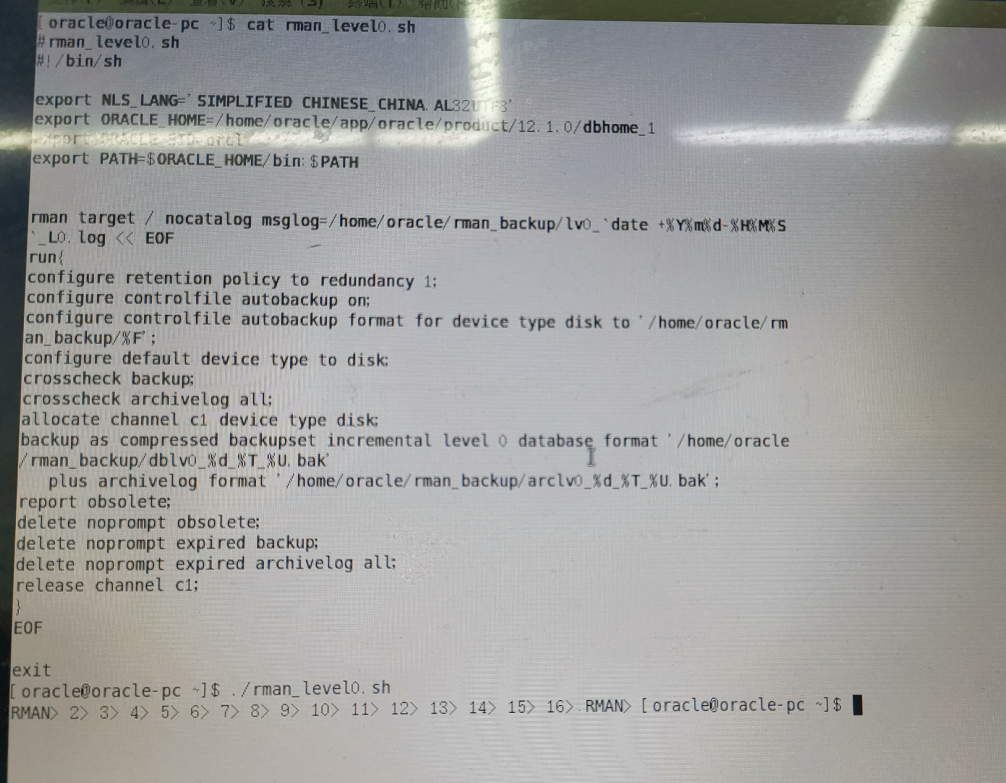 [oracle@oracle-pc ~]$ cat rman_level0.sh
#rman_level0.sh
#!/bin/sh
export NLS_LANG='SIMPLIFIED CHINESE_CHINA.AL32UTF8'
export ORACLE_HOME=/home/oracle/app/oracle/product/12.1.0/dbhome_1
export ORACLE_SID=orcl
export PATH=$ORACLE_HOME/bin:$PATH
rman target / nocatalog msglog=/home/oracle/rman_backup/lv0_`date +%Y%m%d-%H%M%S
`_L0.log << EOF
run{
configure retention policy to redundancy 1;
configure controlfile autobackup on;
configure controlfile autobackup format for device type disk to '/home/oracle/rm
an_backup/%F';
configure default device type to disk;
crosscheck backup;
crosscheck archivelog all;
allocate channel c1 device type disk;
backup as compressed backupset incremental level 0 database format '/home/oracle
/rman_backup/dblv0_%d_%T_%U.bak'
   plus archivelog format '/home/oracle/rman_backup/arclv0_%d_%T_%U.bak';
report obsolete;
delete noprompt obsolete;
delete noprompt expired backup;
delete noprompt expired archivelog all;
release channel c1;
}
EOF
exit
[oracle@oracle-pc ~]$ ./rman_level0.sh
RMAN> 2> 3> 4> 5> 6> 7> 8> 9> 10> 11> 12> 13> 14> 15> 16> RMAN> [oracle@oracle-pc ~]$